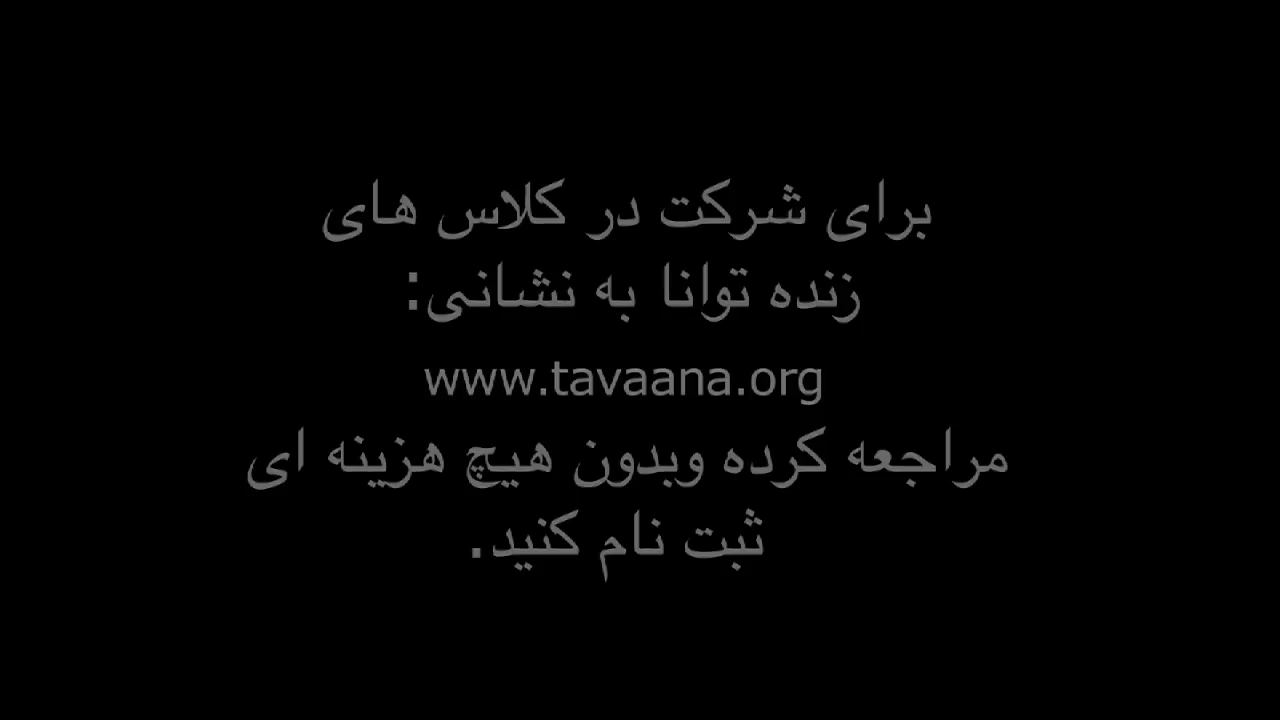 برای شرکت در کلاس های
زنده توانا به نشانی:
www.tavaana.org
مراجعه کرده وبدون هیچ هزینه ای
ثبت نام کنید.